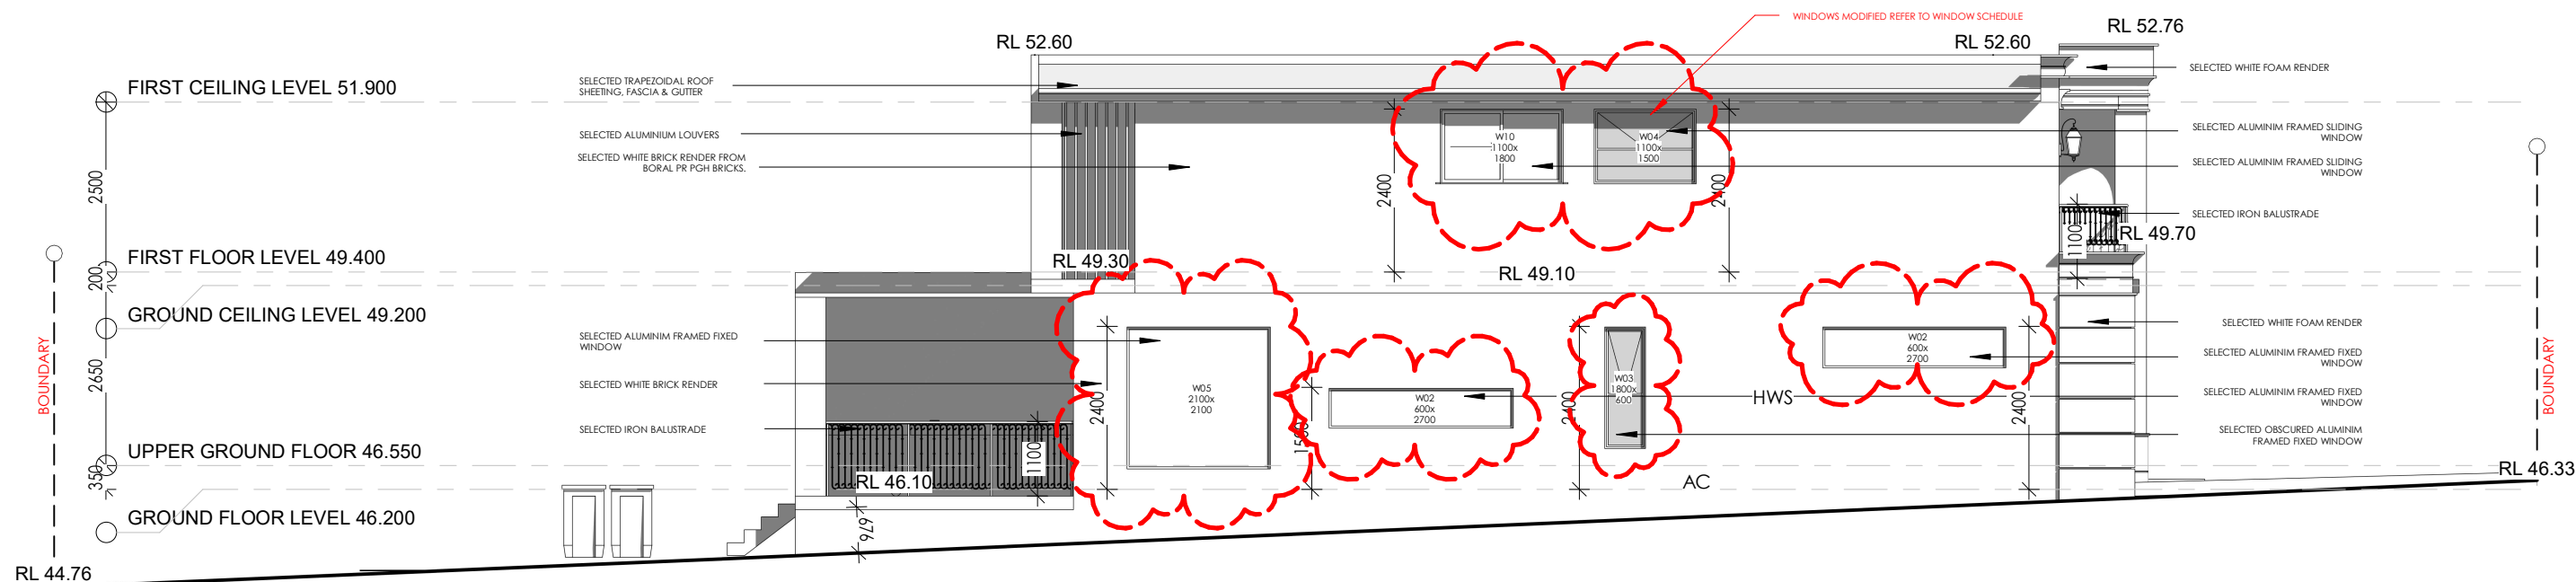 WINDOWS MODIFIED REFER TO WINDOW SCHEDULE
RL 52.76
RL 52.60
RL 52.60
SELECTED WHITE FOAM RENDER
FIRST CEILING LEVEL 51.900
SELECTED TRAPEZOIDAL ROOF
SHEETING, FASCIA & GUTTER
SELECTED ALUMINIUM LOUVERS
SELECTED WHITE BRICK RENDER FROM
BORAL PR PGH BRICKS.
W10
1100x
1800
W04
1100x
1500
SELECTED ALUMINIM FRAMED SLIDING
WINDOW
SELECTED ALUMINIM FRAMED SLIDING
WINDOW
2500
2400
2400
SELECTED IRON BALUSTRADE
1100
RL 49.70
FIRST FLOOR LEVEL 49.400
RL 49.30
RL 49.10
200
GROUND CEILING LEVEL 49.200
SELECTED WHITE FOAM RENDER
SELECTED ALUMINIM FRAMED FIXED
WINDOW
W02
600x
2700
SELECTED ALUMINIM FRAMED FIXED
WINDOW
BOUNDARY
2650
SELECTED WHITE BRICK RENDER
W05
2100x
2100
W03
1800x
600
W02
600x
2700
HWS
SELECTED ALUMINIM FRAMED FIXED
WINDOW
BOUNDARY
2400
1500
2400
2400
SELECTED IRON BALUSTRADE
SELECTED OBSCURED ALUMINIM
FRAMED FIXED WINDOW
UPPER GROUND FLOOR 46.550
1100
350
RL 46.10
AC
RL 46.33
GROUND FLOOR LEVEL 46.200
976
RL 44.76